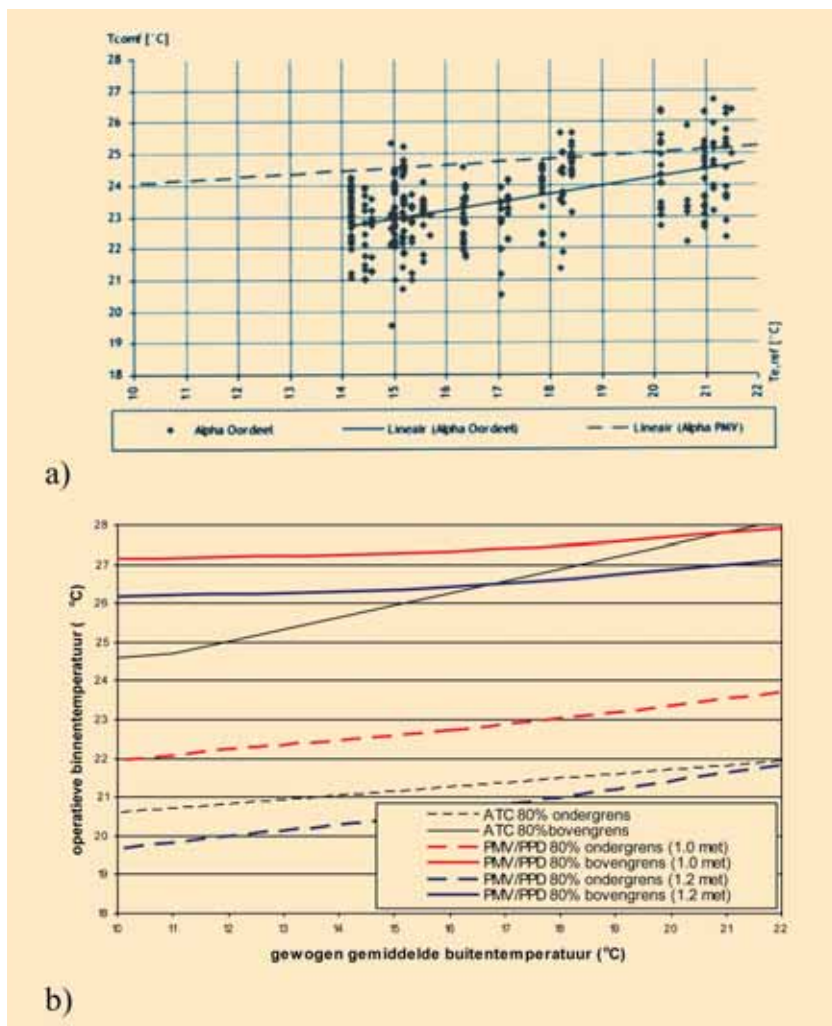 Tcomf [°C]
28
27
26
25
24
23
22
21
20
19
18
10
11
12
13
14
15
16
17
18
19
20
21
22
Te,ref [°C]
Alpha Oordeel
Lineair (Alpha Oordeel)
Lineair (Alpha PMV)
a)
28
27
26
25
24
23
22
21
20
19
18
operatieve binnentemperatuur ( °C)
ATC 80% ondergrens
ATC 80%bovengrens
PMV/PPD 80% ondergrens (1.0 met)
PMV/PPD 80% bovengrens (1.0 met)
PMV/PPD 80% ondergrens (1.2 met)
PMV/PPD 80% bovengrens (1.2 met)
10 11 12 13 14 15 16 17 18 19 20 21 22
gewogen gemiddelde buitentemperatuur (°C)
b)